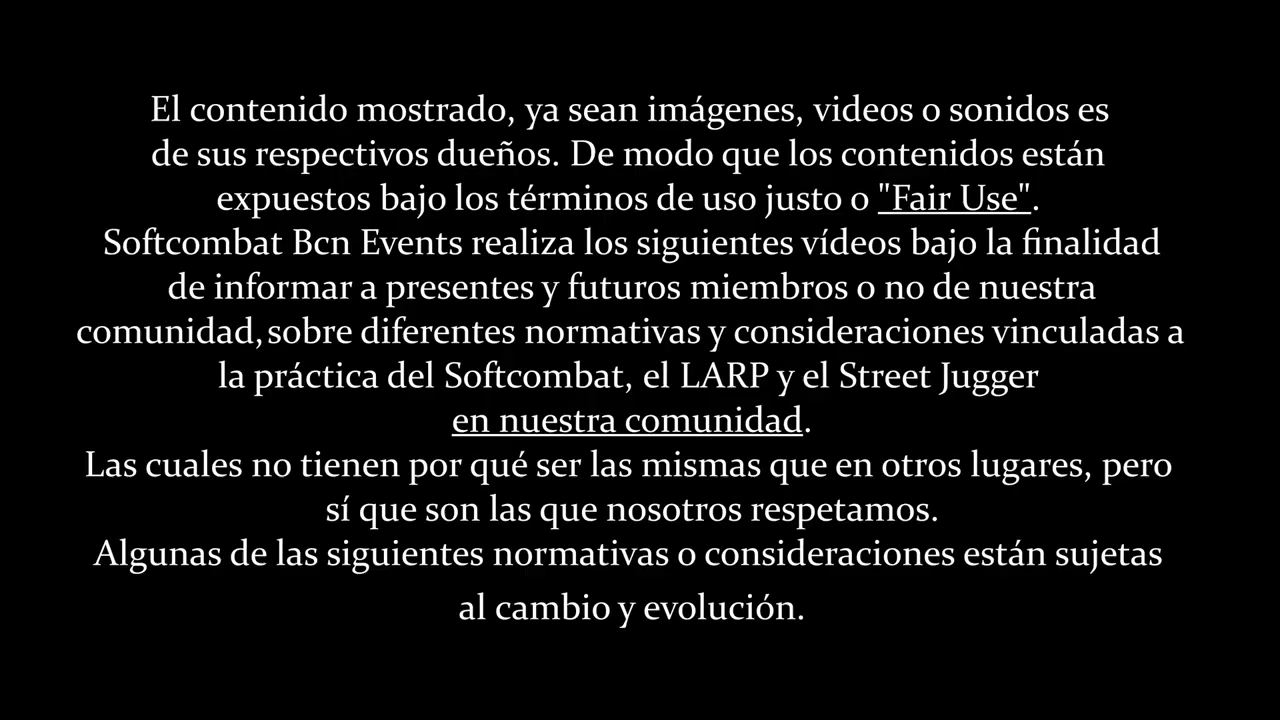 El contenido mostrado, ya sean imágenes, videos o sonidos es
de sus respectivos dueños. De modo que los contenidos están
expuestos bajo los términos de uso justo o "Fair Use".
Softcombat Bcn Events realiza los siguientes vídeos bajo la finalidad
de informar a presentes y futuros miembros o no de nuestra
comunidad, sobre diferentes normativas y consideraciones vinculadas a
la práctica del Softcombat, el LARP y el Street Jugger
en nuestra comunidad.
Las cuales no tienen por qué ser las mismas que en otros lugares, pero
sí que son las que nosotros respetamos.
Algunas de las siguientes normativas o consideraciones están sujetas
al cambio y evolución.